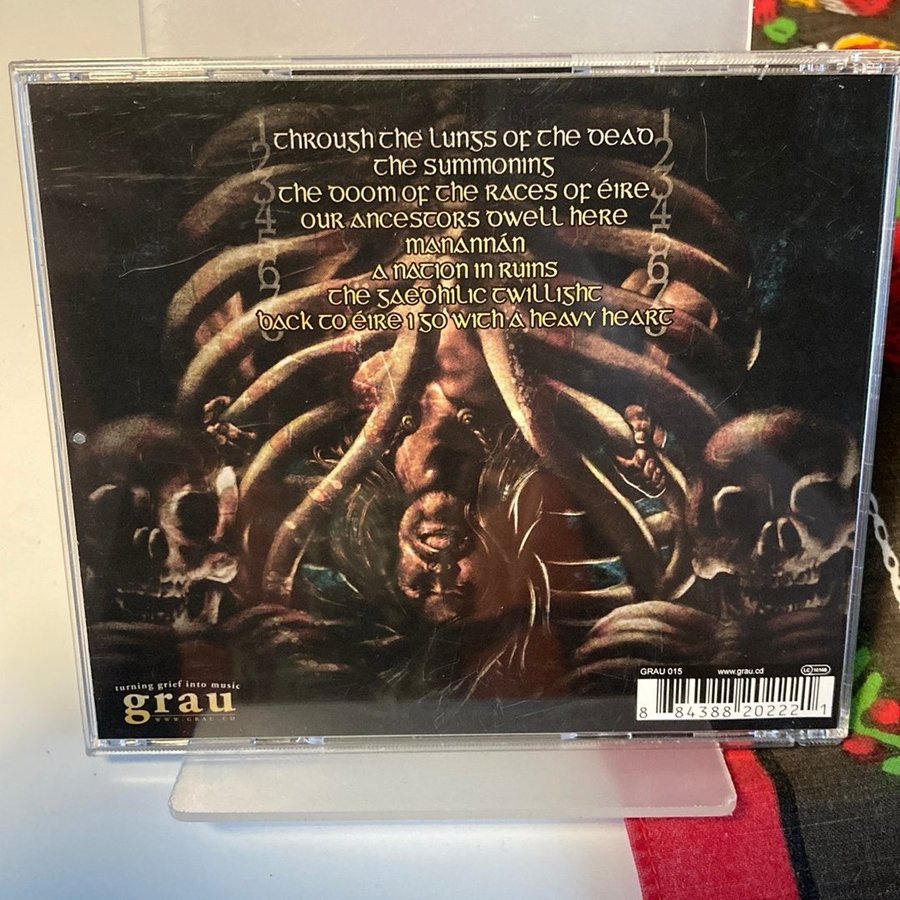 1 through the lungs of the dead 1
2 the summoning 2
3 the doom of the races of éire 3
4 our ancestors dwell here 4
5 manannán 5
6 a nation in ruins 6
7 the gaedhilic twillight 7
8 back to éire i go with a heavy heart 8
turning grief into music
grau
WWW.GRAU.CD
GRAU 015 www.grau.cd LC 10160
8 84388 20222 1